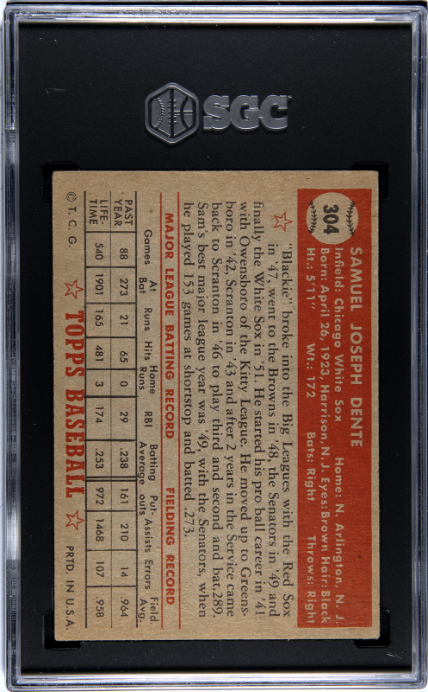 SGC
304
SAMUEL JOSEPH DENTE
Infield: Chicago White Sox Home: N. Arlington, N. J.
Born: April 26, 1923, Harrison, N. J. Eyes: Brown Hair: Black
Ht.: 5'11" Wt.: 172 Bats: Right Throws: Right
"Blackie" broke into the Big Leagues with the Red Sox
in '47, went to the Browns in '48, the Senators in '49 and
finally the White Sox in '51. He started his pro ball career in '41
with Owensboro of the Kitty League. He moved up to Greens-
boro in '42, Scranton in '43 and after 2 years in the Service came
back to Scranton in '46 to play third and second and bat .289.
Sam's best major league year was '49, with the Senators, when
he played 153 games at shortstop and batted .273.
MAJOR LEAGUE BATTING RECORD FIELDING RECORD
Games At Bat Runs Hits Home Runs RBI Batting Average Put-outs Assists Errors Field Avg.
PAST YEAR 88 273 21 65 0 29 .238 161 210 14 .964
LIFE-TIME 540 1901 165 481 3 174 .253 972 1468 107 .958
© T. C. G. TOPPS BASEBALL PRTD. IN U.S.A.